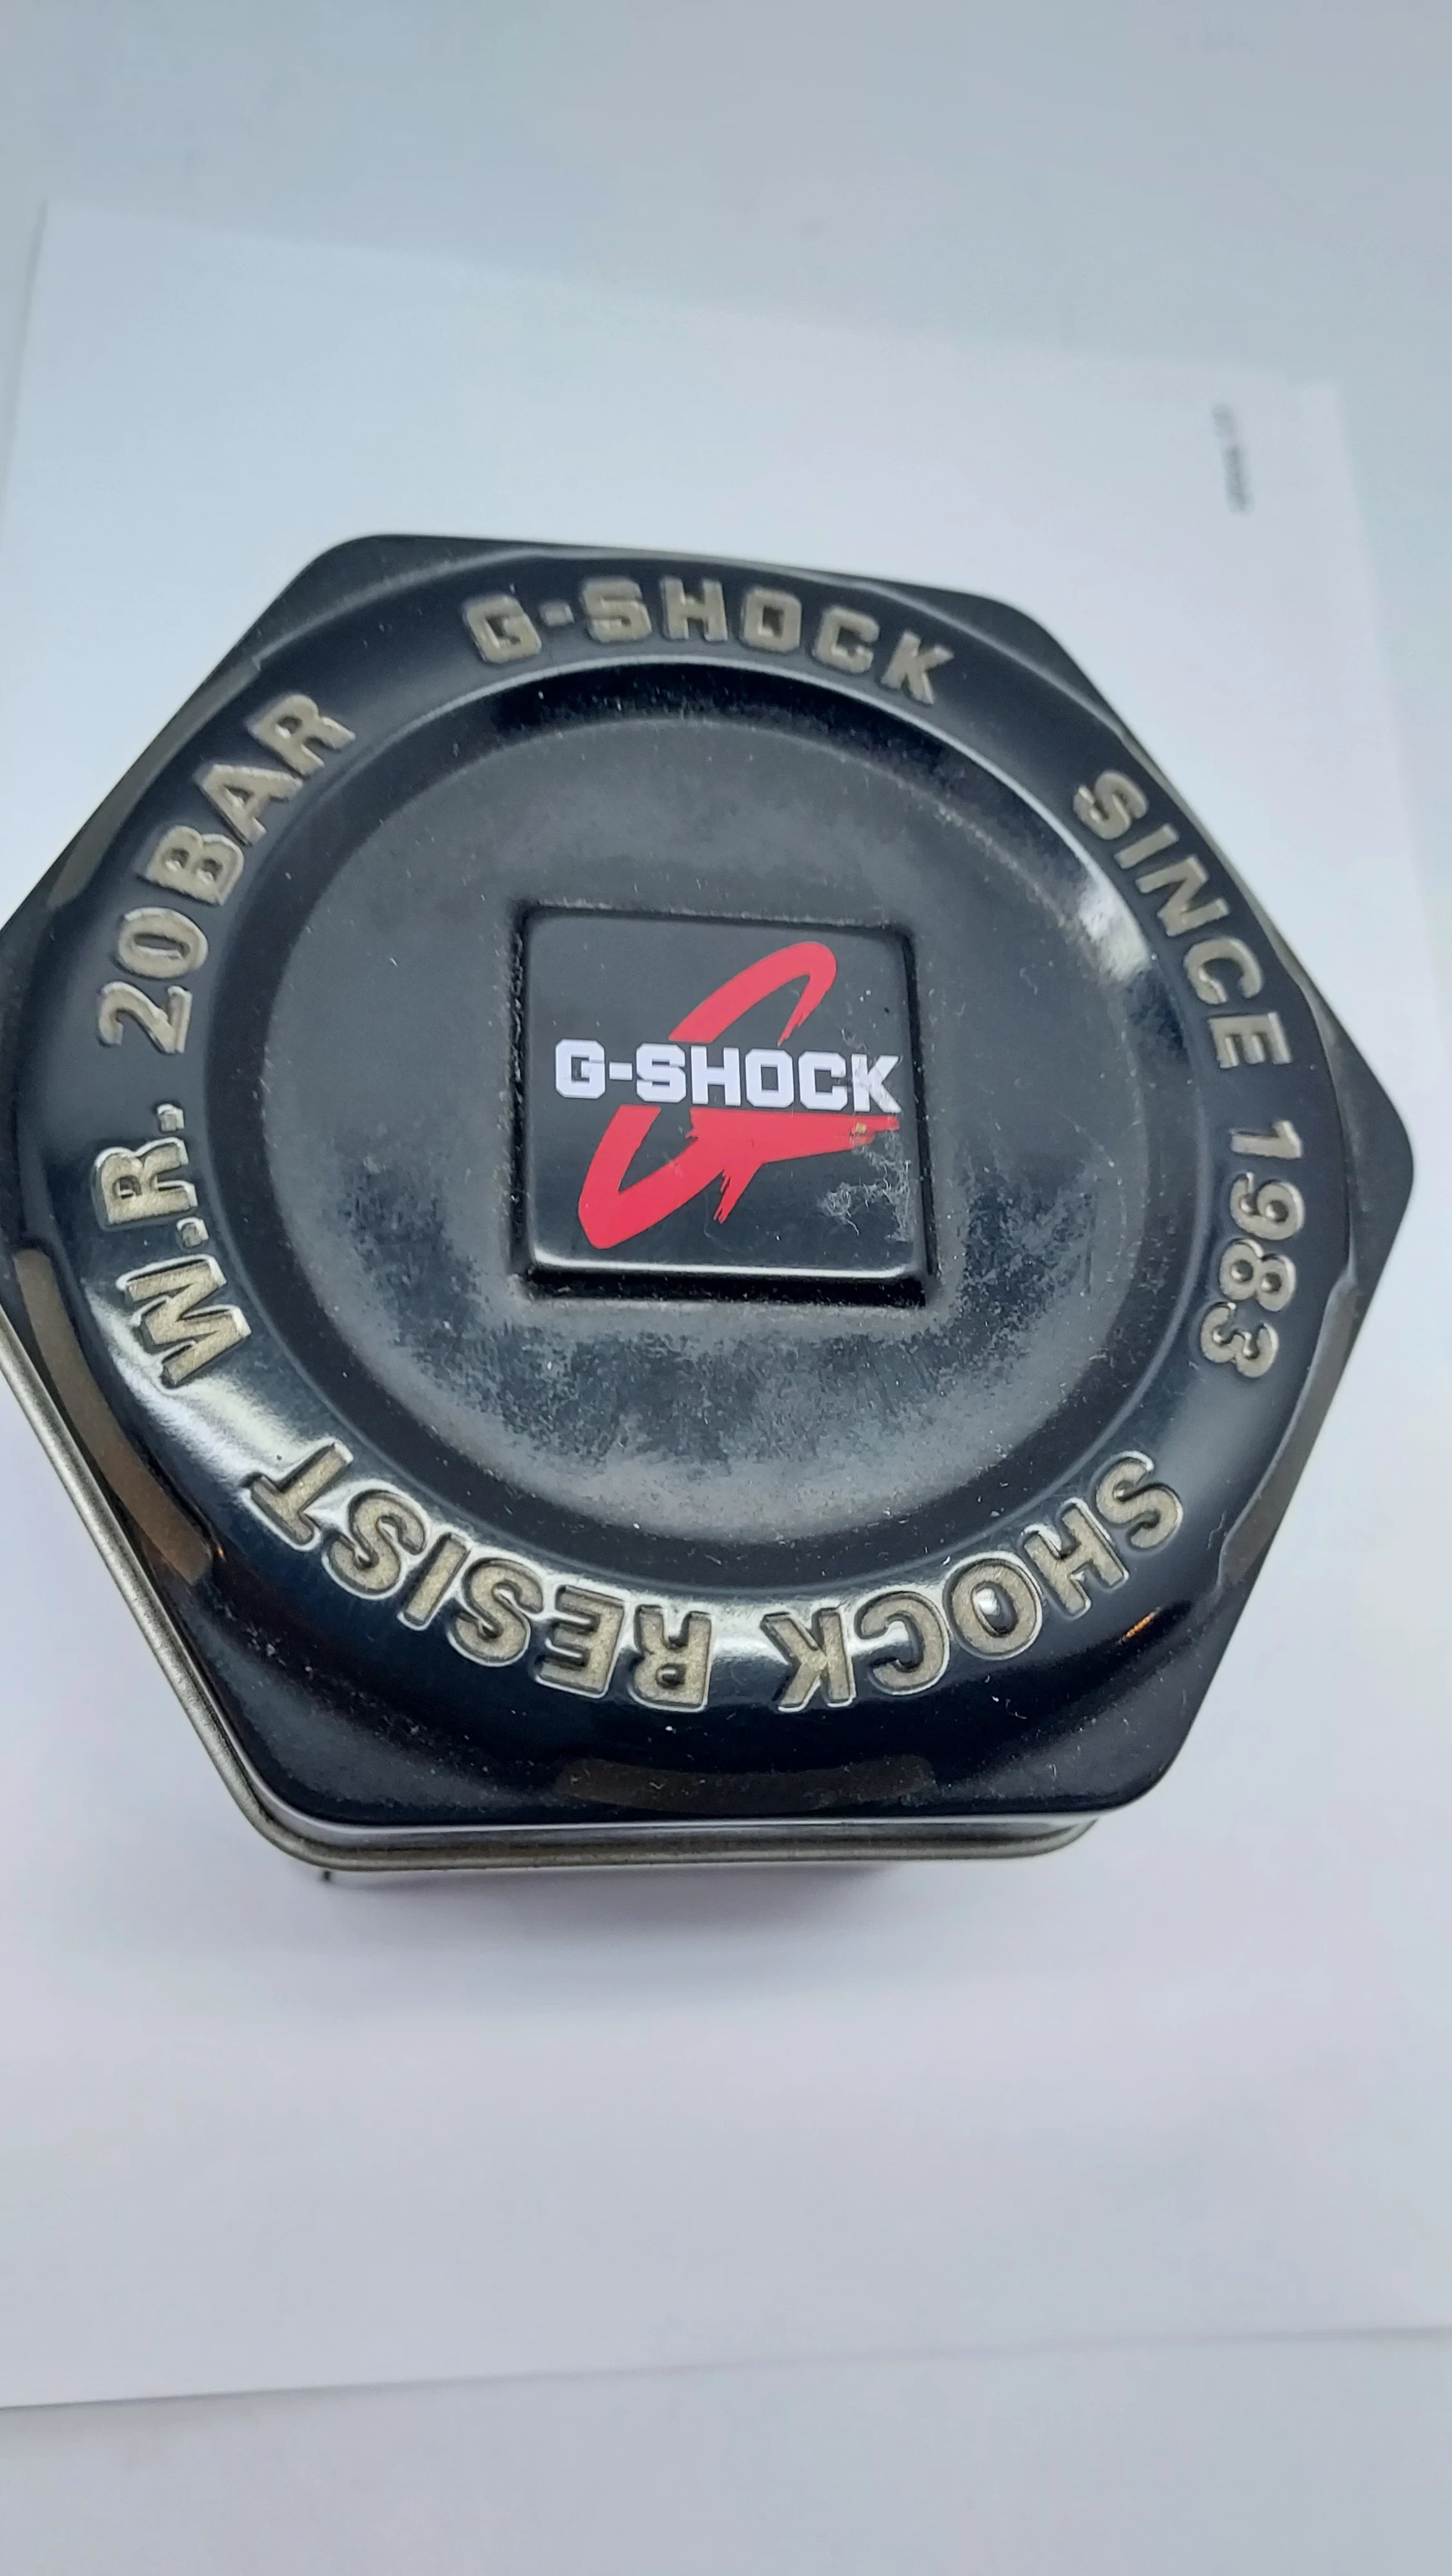 G-SHOCK
SINCE 1983
SHOCK RESIST
W.R. 20BAR
G-SHOCK